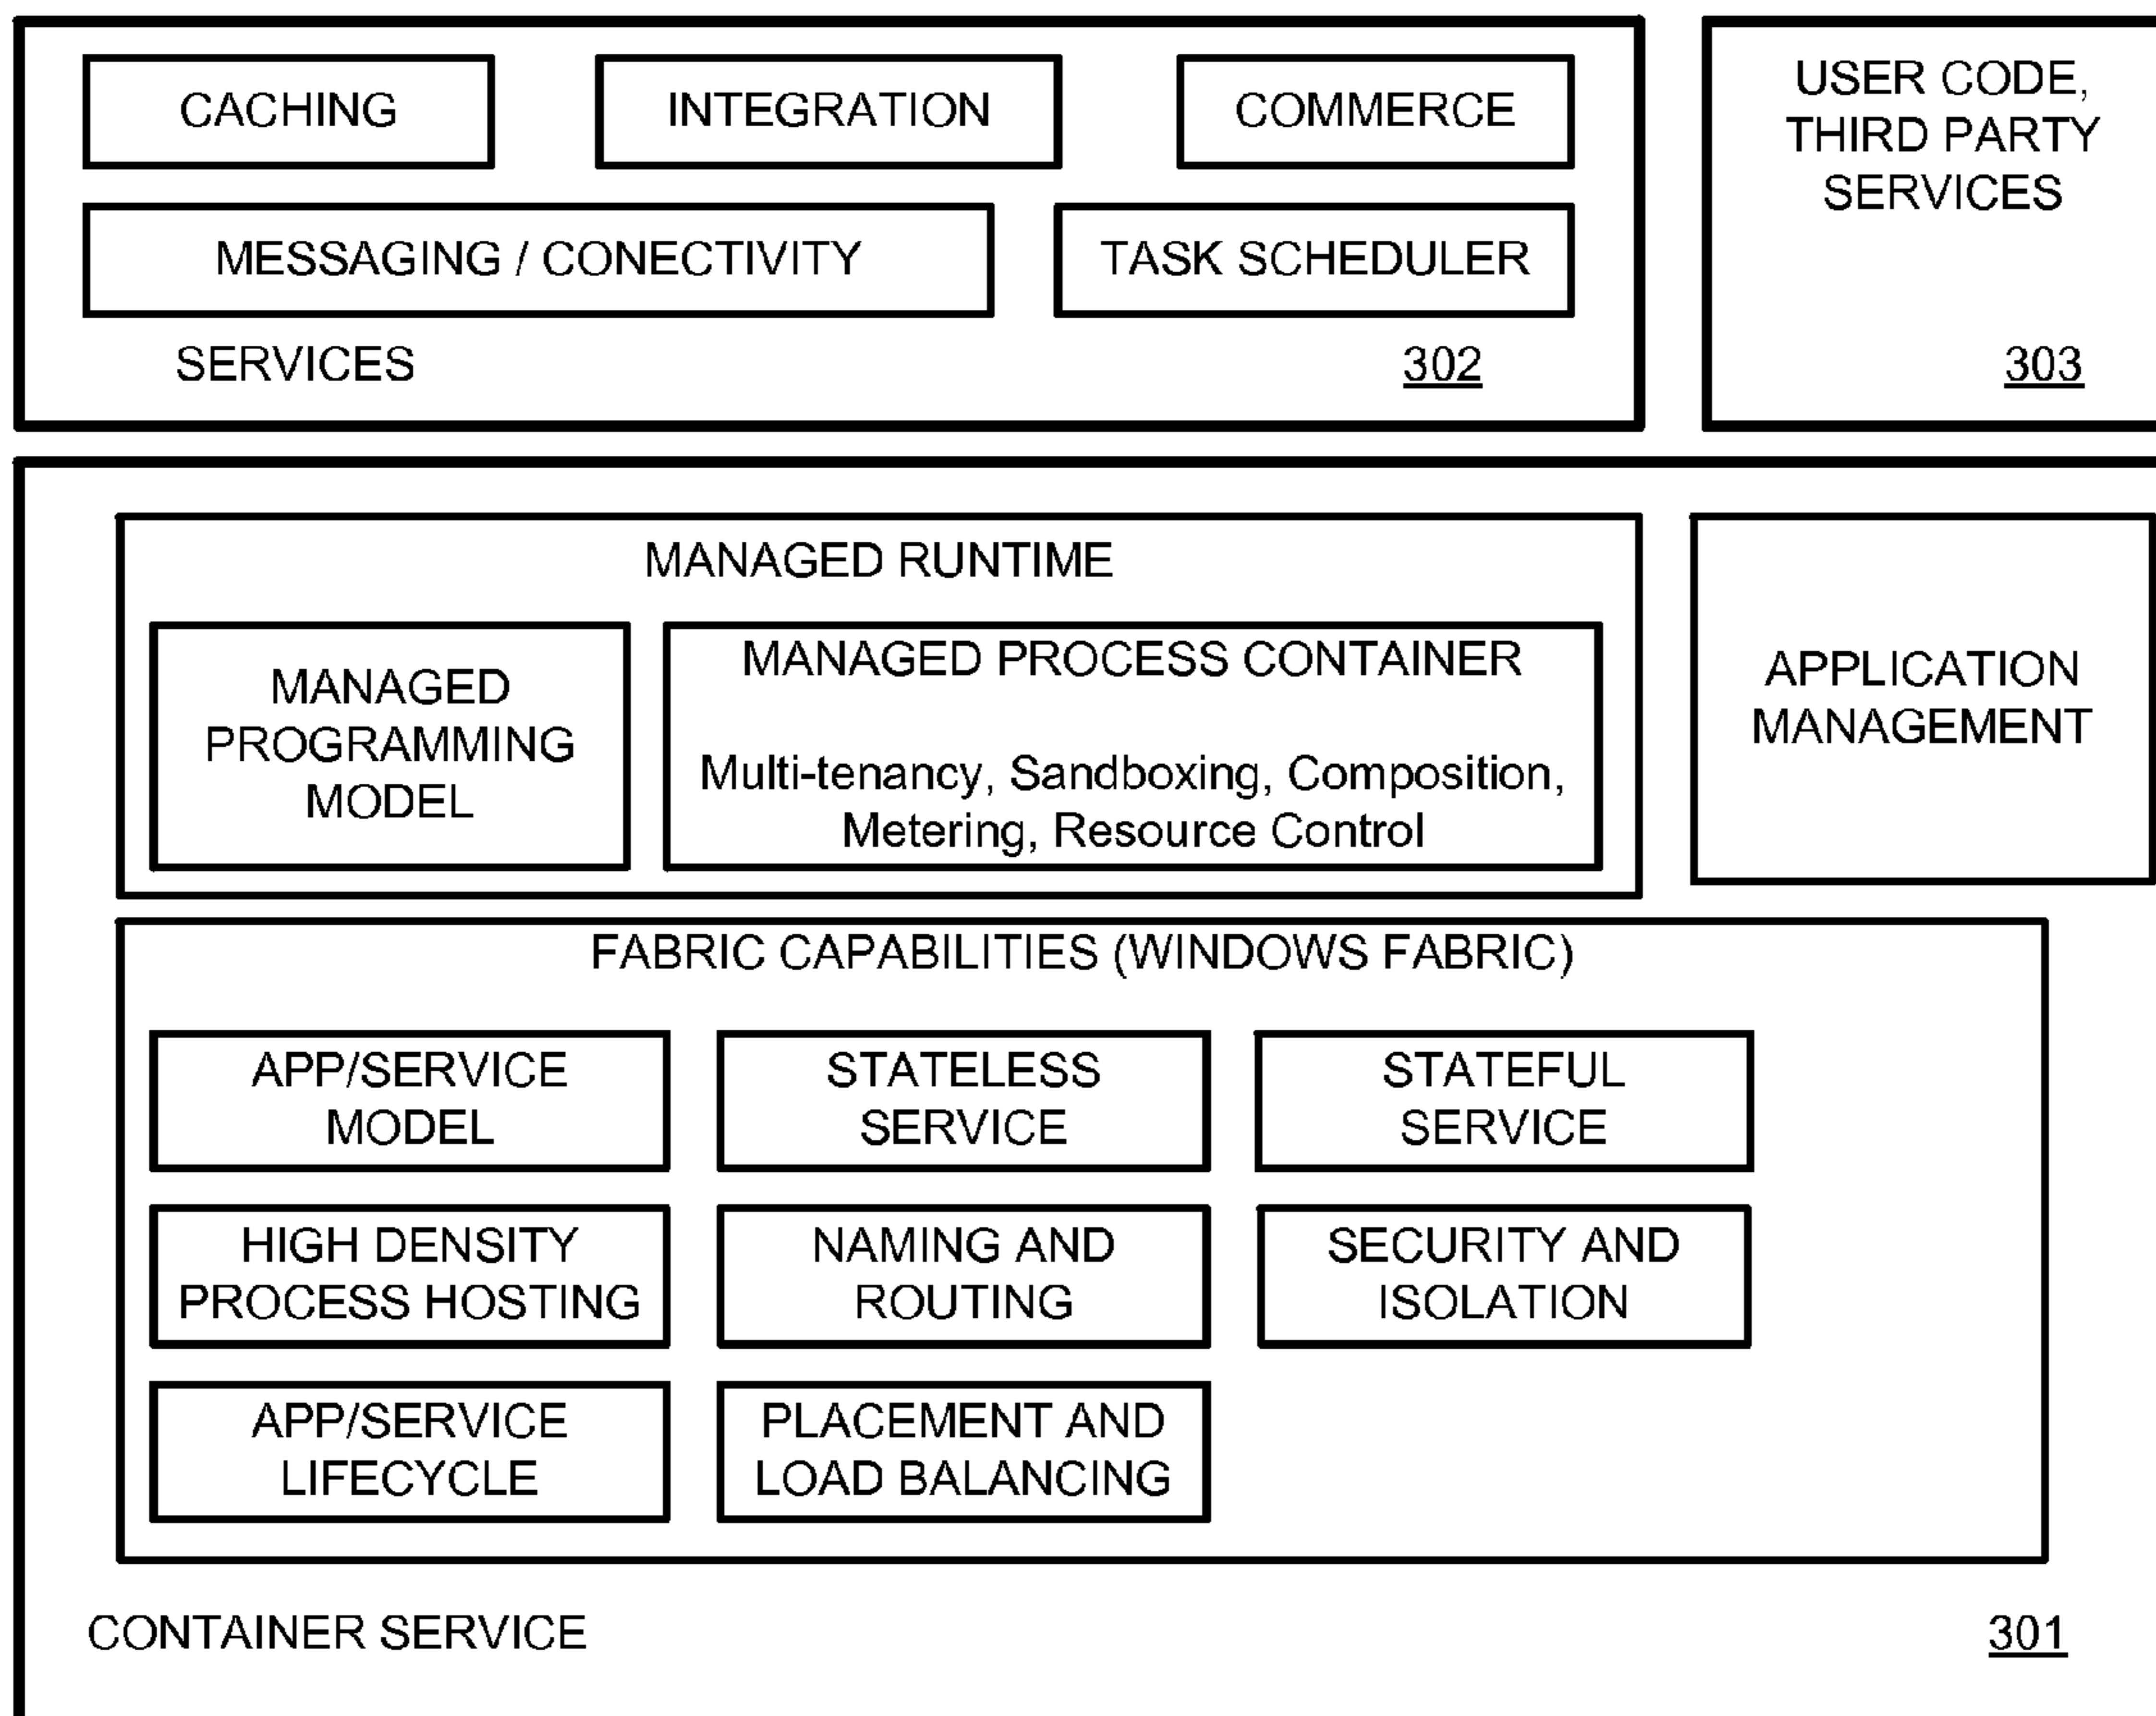 CACHING
INTEGRATION
COMMERCE
USER CODE,
THIRD PARTY
SERVICES
MESSAGING / CONECTIVITY
TASK SCHEDULER
SERVICES
302
303
MANAGED RUNTIME
MANAGED
PROGRAMMING
MODEL
MANAGED PROCESS CONTAINER
Multi-tenancy, Sandboxing, Composition,
Metering, Resource Control
APPLICATION
MANAGEMENT
FABRIC CAPABILITIES (WINDOWS FABRIC)
APP/SERVICE
MODEL
STATELESS
SERVICE
STATEFUL
SERVICE
HIGH DENSITY
PROCESS HOSTING
NAMING AND
ROUTING
SECURITY AND
ISOLATION
APP/SERVICE
LIFECYCLE
PLACEMENT AND
LOAD BALANCING
CONTAINER SERVICE
301